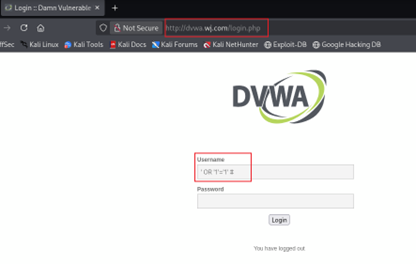 Login :: Damn Vulnerable
Not Secure http://dvwa.wj.com/login.php
ffSec Kali Linux Kali Tools Kali Docs Kali Forums Kali NetHunter Exploit-DB Google Hacking DB
DVWA
Username
' OR '1'='1' #
Password
Login
You have logged out